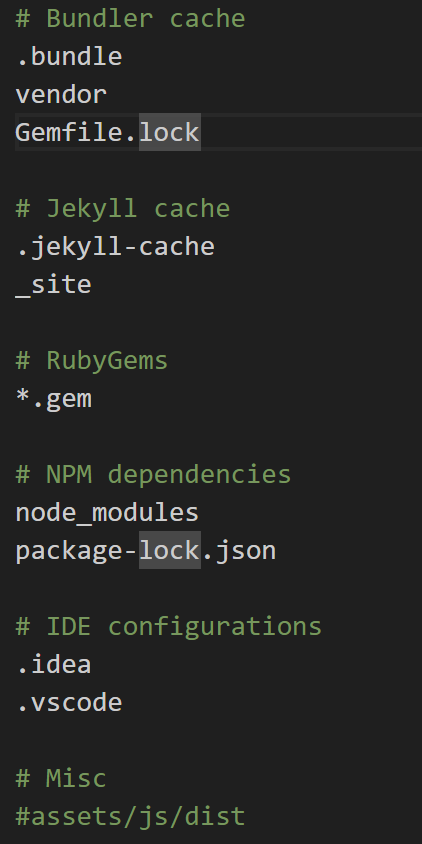 # Bundler cache
.bundle
vendor
Gemfile.lock
# Jekyll cache
.jekyll-cache
_site
# RubyGems
*.gem
# NPM dependencies
node_modules
package-lock.json
# IDE configurations
.idea
.vscode
# Misc
#assets/js/dist